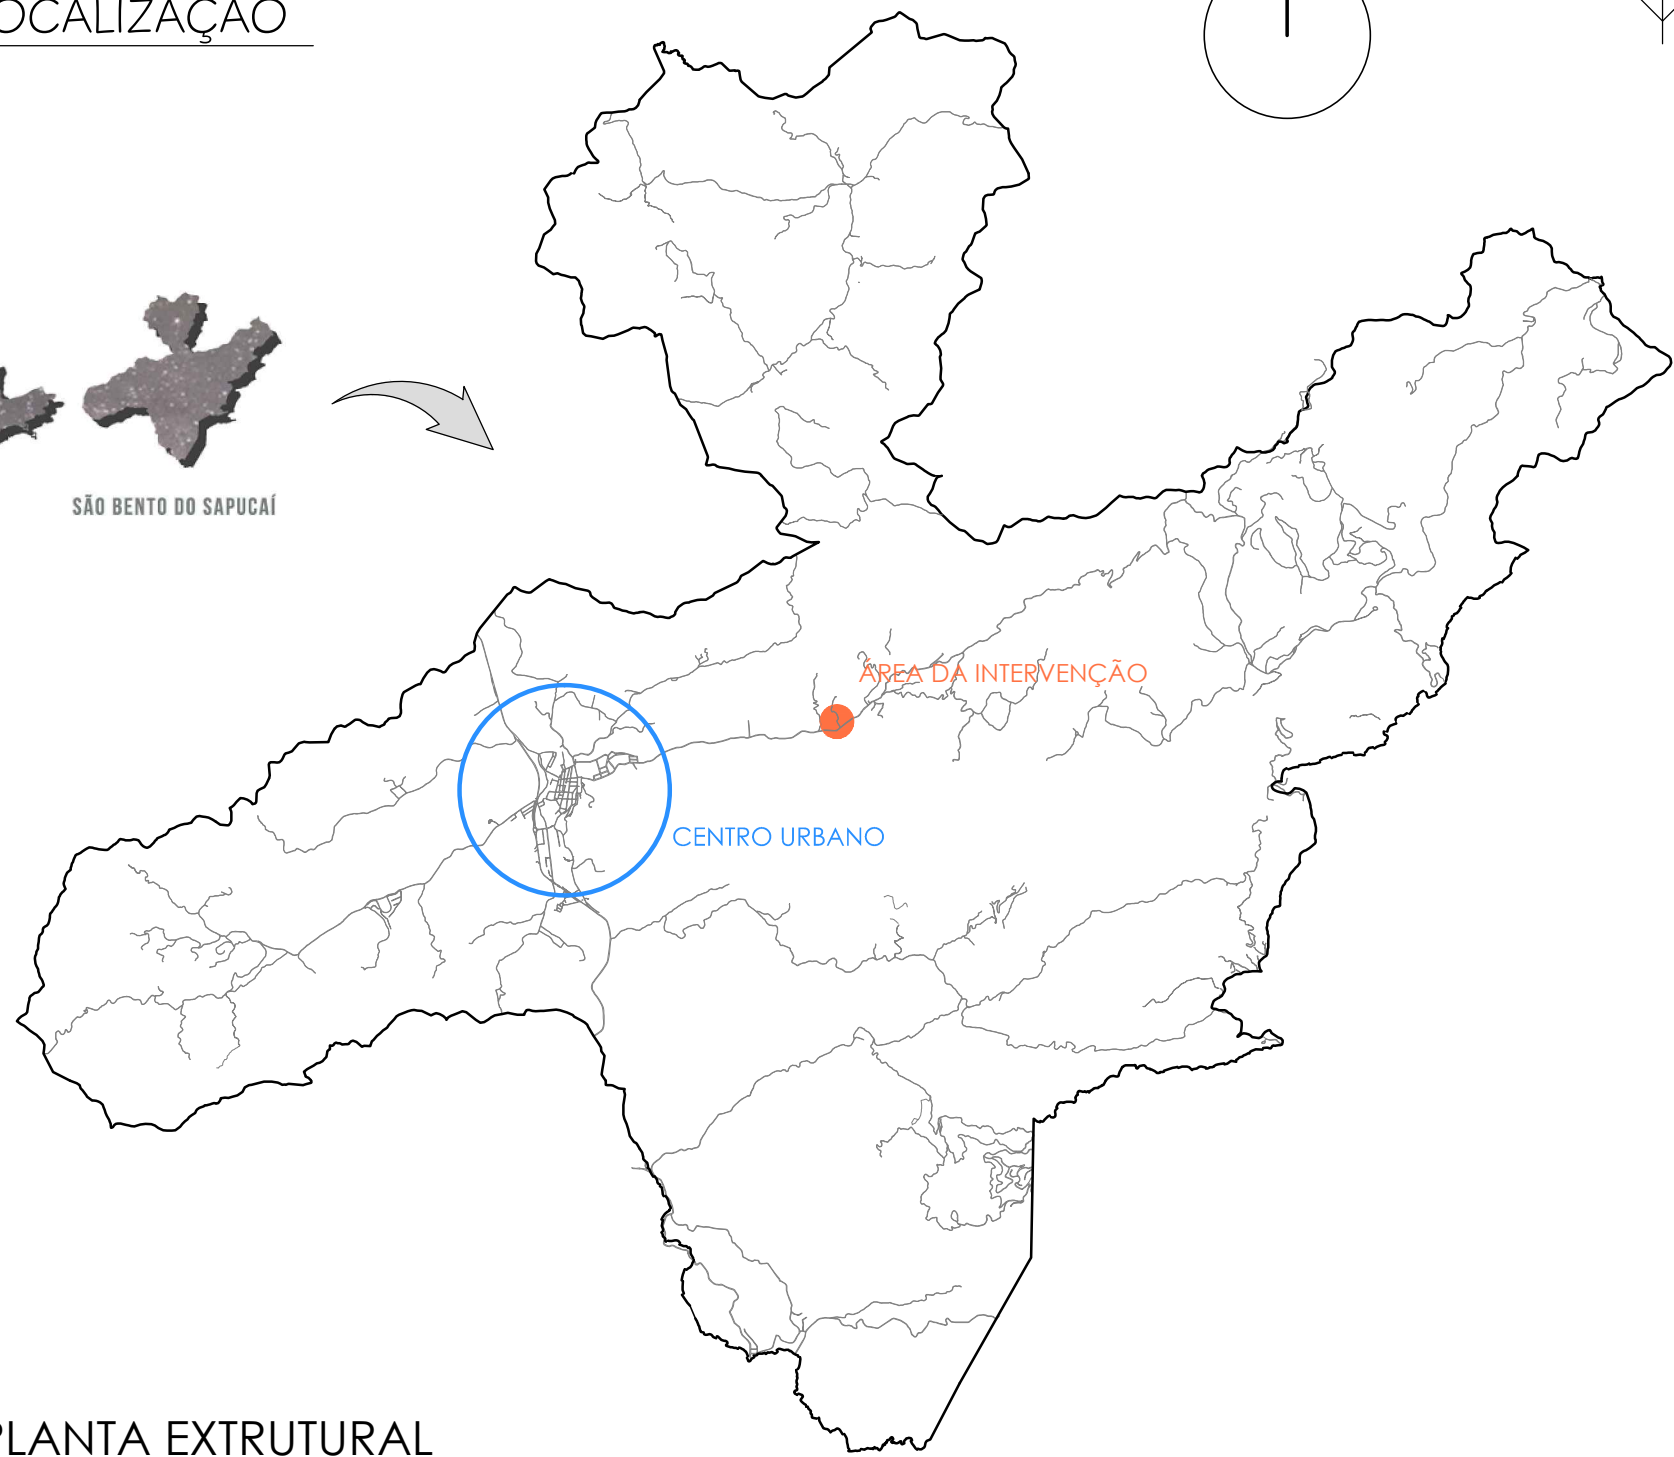 OCALIZAÇÃO
SÃO BENTO DO SAPUCAÍ
ÁREA DA INTERVENÇÃO
CENTRO URBANO
PLANTA EXTRUTURAL